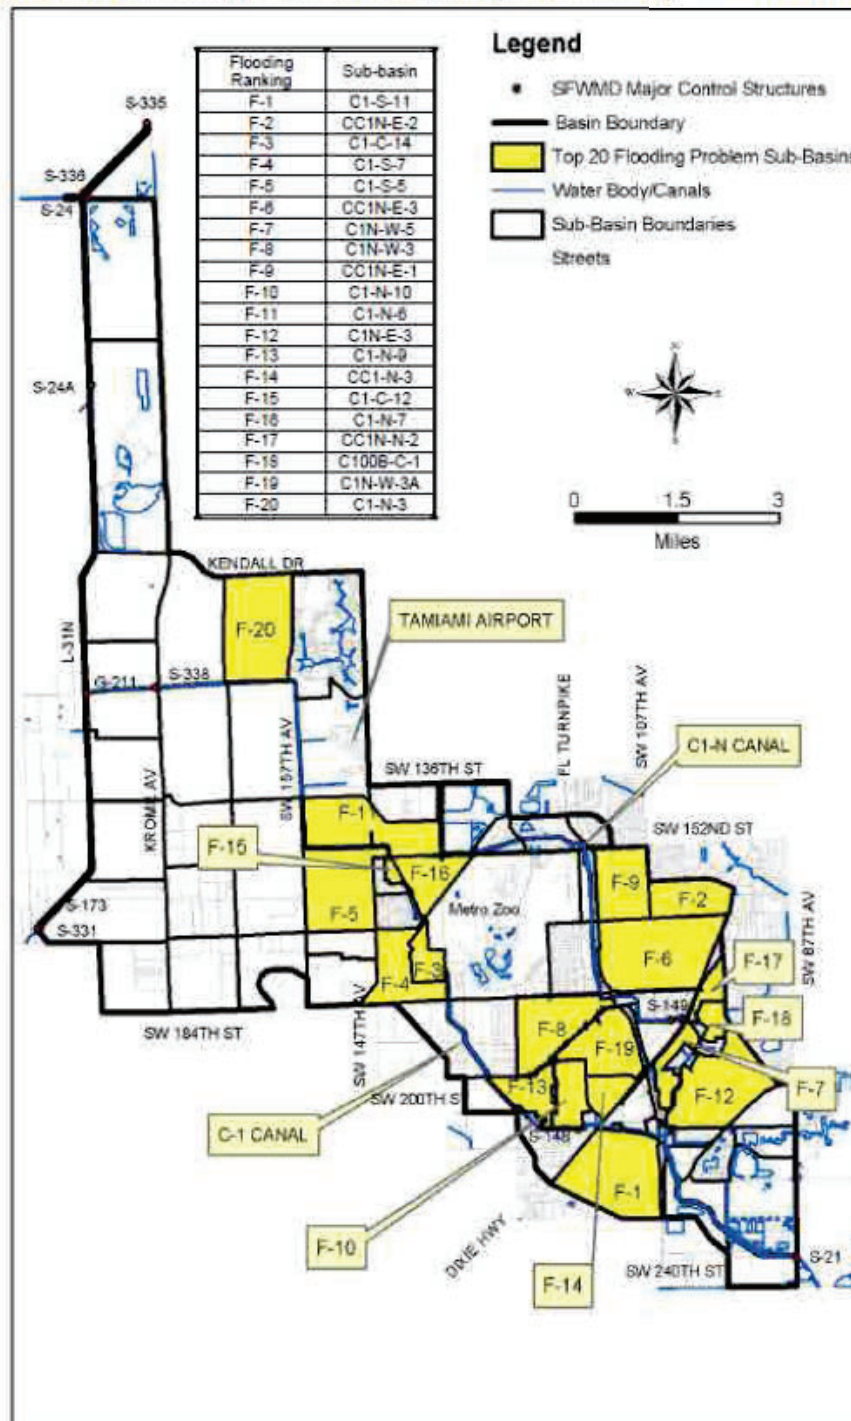 Legend
SFWMD Major Control Structures
Basin Boundary
Top 20 Flooding Problem Sub-Basins
Water Body/Canals
Sub-Basin Boundaries
Streets
Flooding Ranking Sub-basin
F-1 C1-S-11
F-2 CC1N-E-2
F-3 C1-C-14
F-4 C1-S-7
F-5 C1-S-5
F-6 CC1N-E-3
F-7 C1N-W-5
F-8 C1N-W-3
F-9 CC1N-E-1
F-10 C1-N-10
F-11 C1-N-6
F-12 C1N-E-3
F-13 C1-N-9
F-14 CC1-N-3
F-15 C1-C-12
F-16 C1-N-7
F-17 CC1N-N-2
F-18 C100B-C-1
F-19 C1N-W-3A
F-20 C1-N-3
S-335
S-336
S-24
N
W E
S
S-24A
0 1.5 3
Miles
KENDALL DR
F-20
TAMIAMI AIRPORT
L-31N
G-211
S-338
FL TURNPIKE
SW 107TH AV
C1-N CANAL
SW 157TH AV
KROME AV
SW 136TH ST
F-1
SW 152ND ST
F-15
F-16
F-9
F-2
Metro Zoo
S-173
F-5
S-331
F-6
SW 87TH AV
F-17
F-4
S-149
F-18
SW 184TH ST
SW 147TH AV
F-8
F-19
F-7
F-13
F-12
SW 200TH S
C-1 CANAL
S-148
F-1
F-10
DIXIE HWY
F-14
SW 240TH ST
S-21